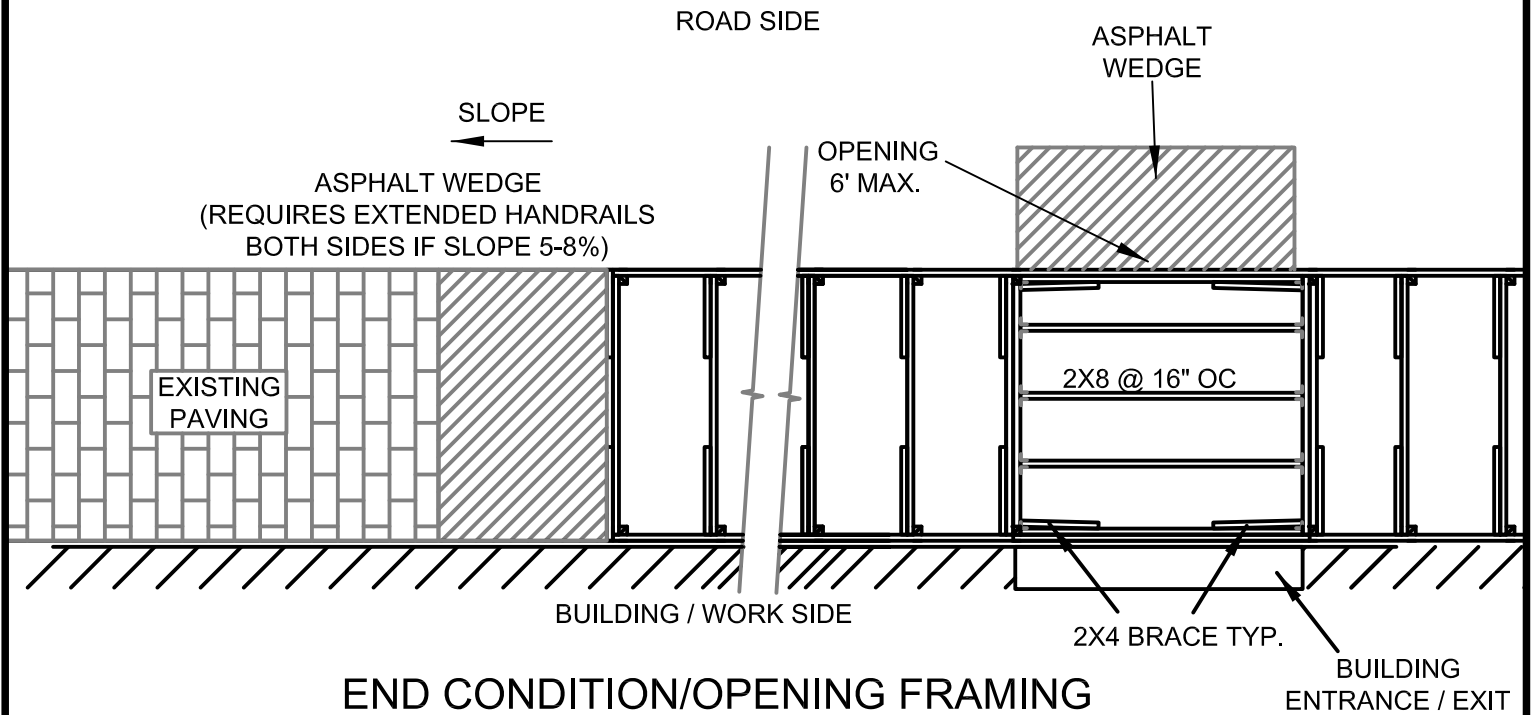 ROAD SIDE
ASPHALT
WEDGE
SLOPE
OPENING
6' MAX.
ASPHALT WEDGE
(REQUIRES EXTENDED HANDRAILS
BOTH SIDES IF SLOPE 5-8%)
EXISTING
PAVING
2X8 @ 16" OC
BUILDING / WORK SIDE
2X4 BRACE TYP.
BUILDING
ENTRANCE / EXIT
END CONDITION/OPENING FRAMING